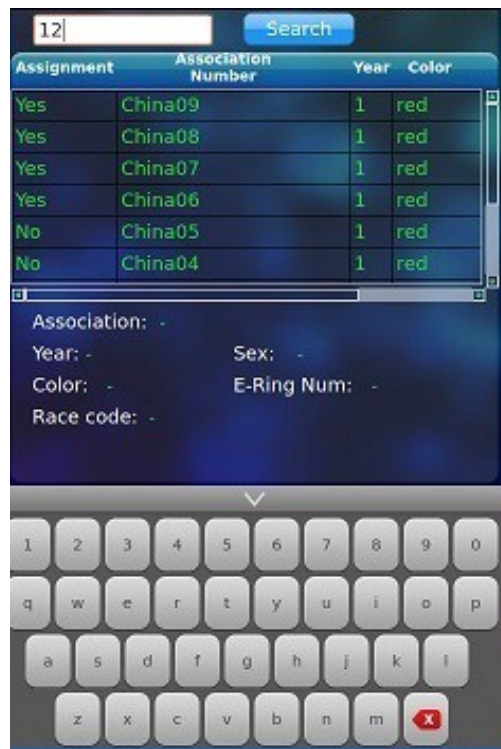 12 Search
Assignment Association Number Year Color
Yes China09 1 red
Yes China08 1 red
Yes China07 1 red
Yes China06 1 red
No China05 1 red
No China04 1 red
Association: -
Year: - Sex: -
Color: - E-Ring Num: -
Race code: -
1 2 3 4 5 6 7 8 9 0
q w e r t y u i o p
a s d f g h j k l
z x c v b n m X